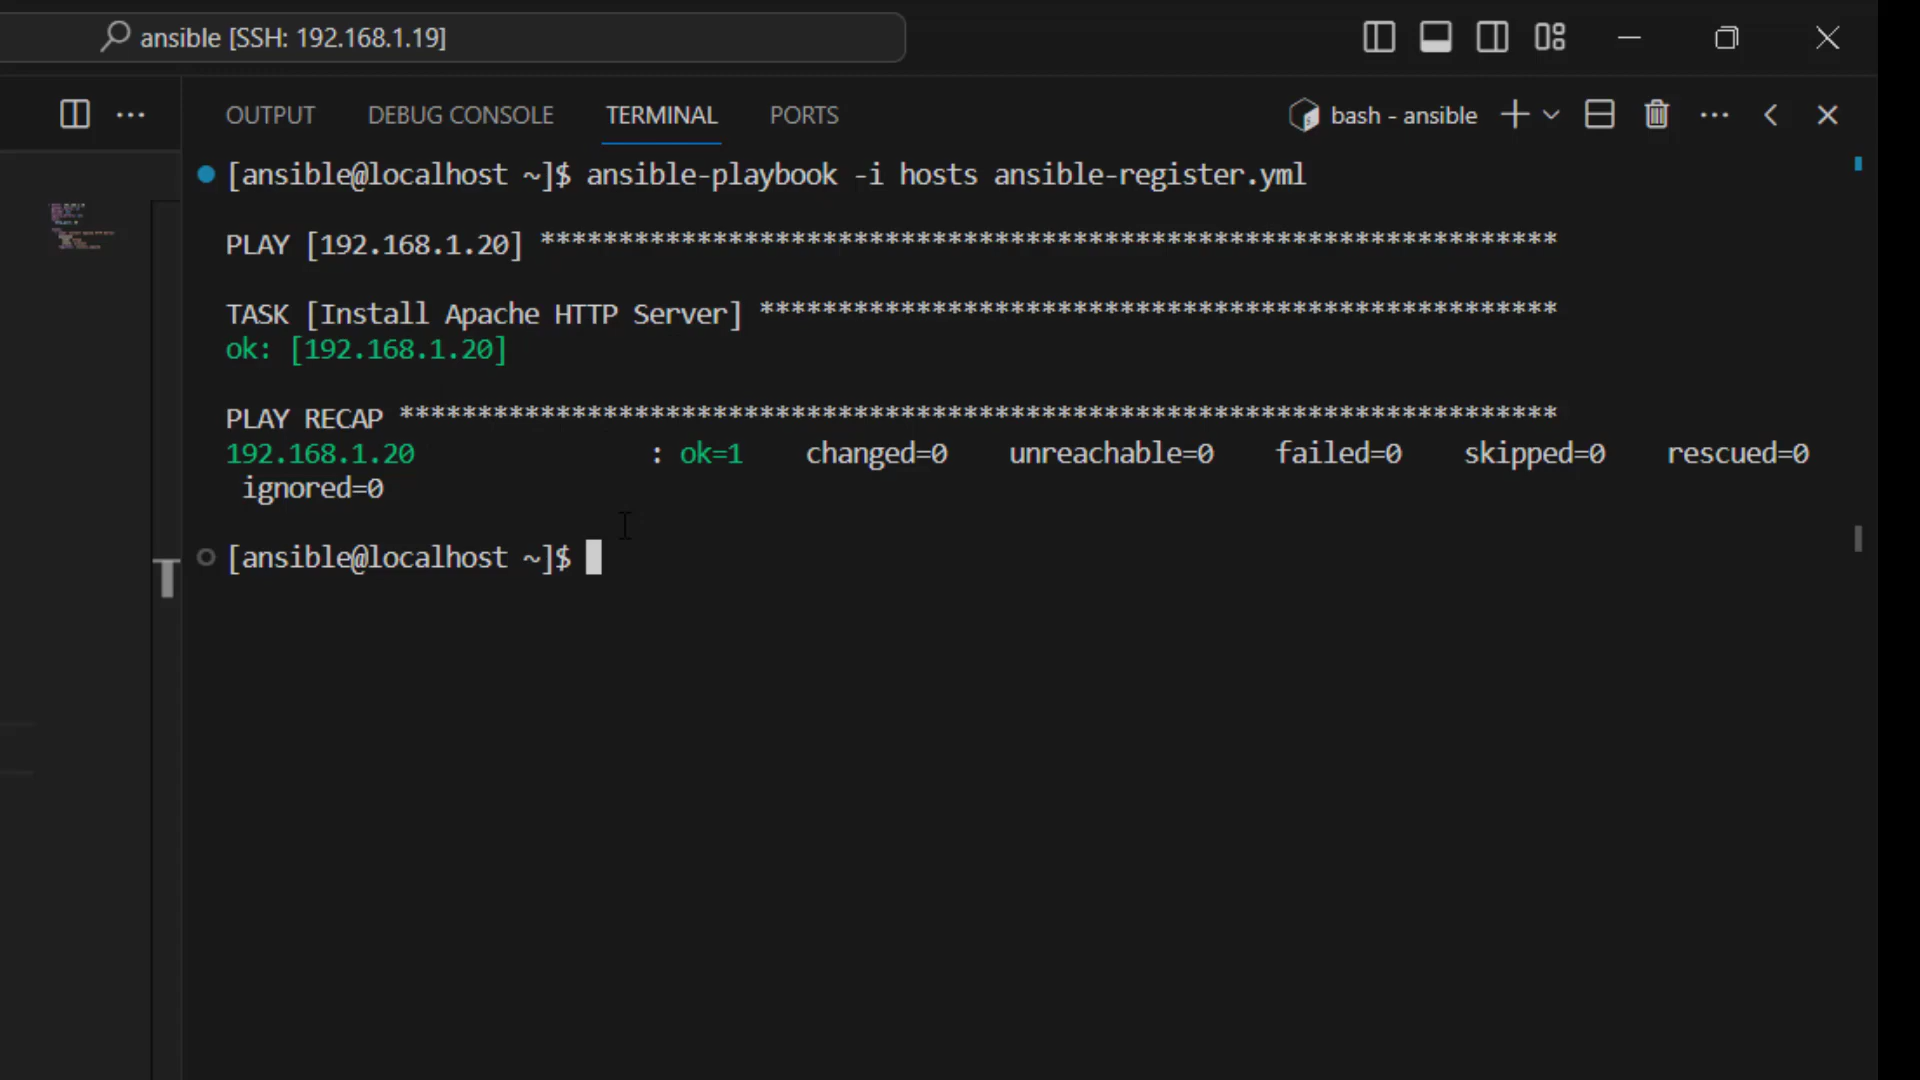 ansible [SSH: 192.168.1.19]
OUTPUT DEBUG CONSOLE TERMINAL PORTS bash - ansible
[ansible@localhost ~]$ ansible-playbook -i hosts ansible-register.yml
PLAY [192.168.1.20] *****************************************************************
TASK [Install Apache HTTP Server] ***************************************************
ok: [192.168.1.20]
PLAY RECAP **************************************************************************
192.168.1.20 : ok=1 changed=0 unreachable=0 failed=0 skipped=0 rescued=0
ignored=0
[ansible@localhost ~]$